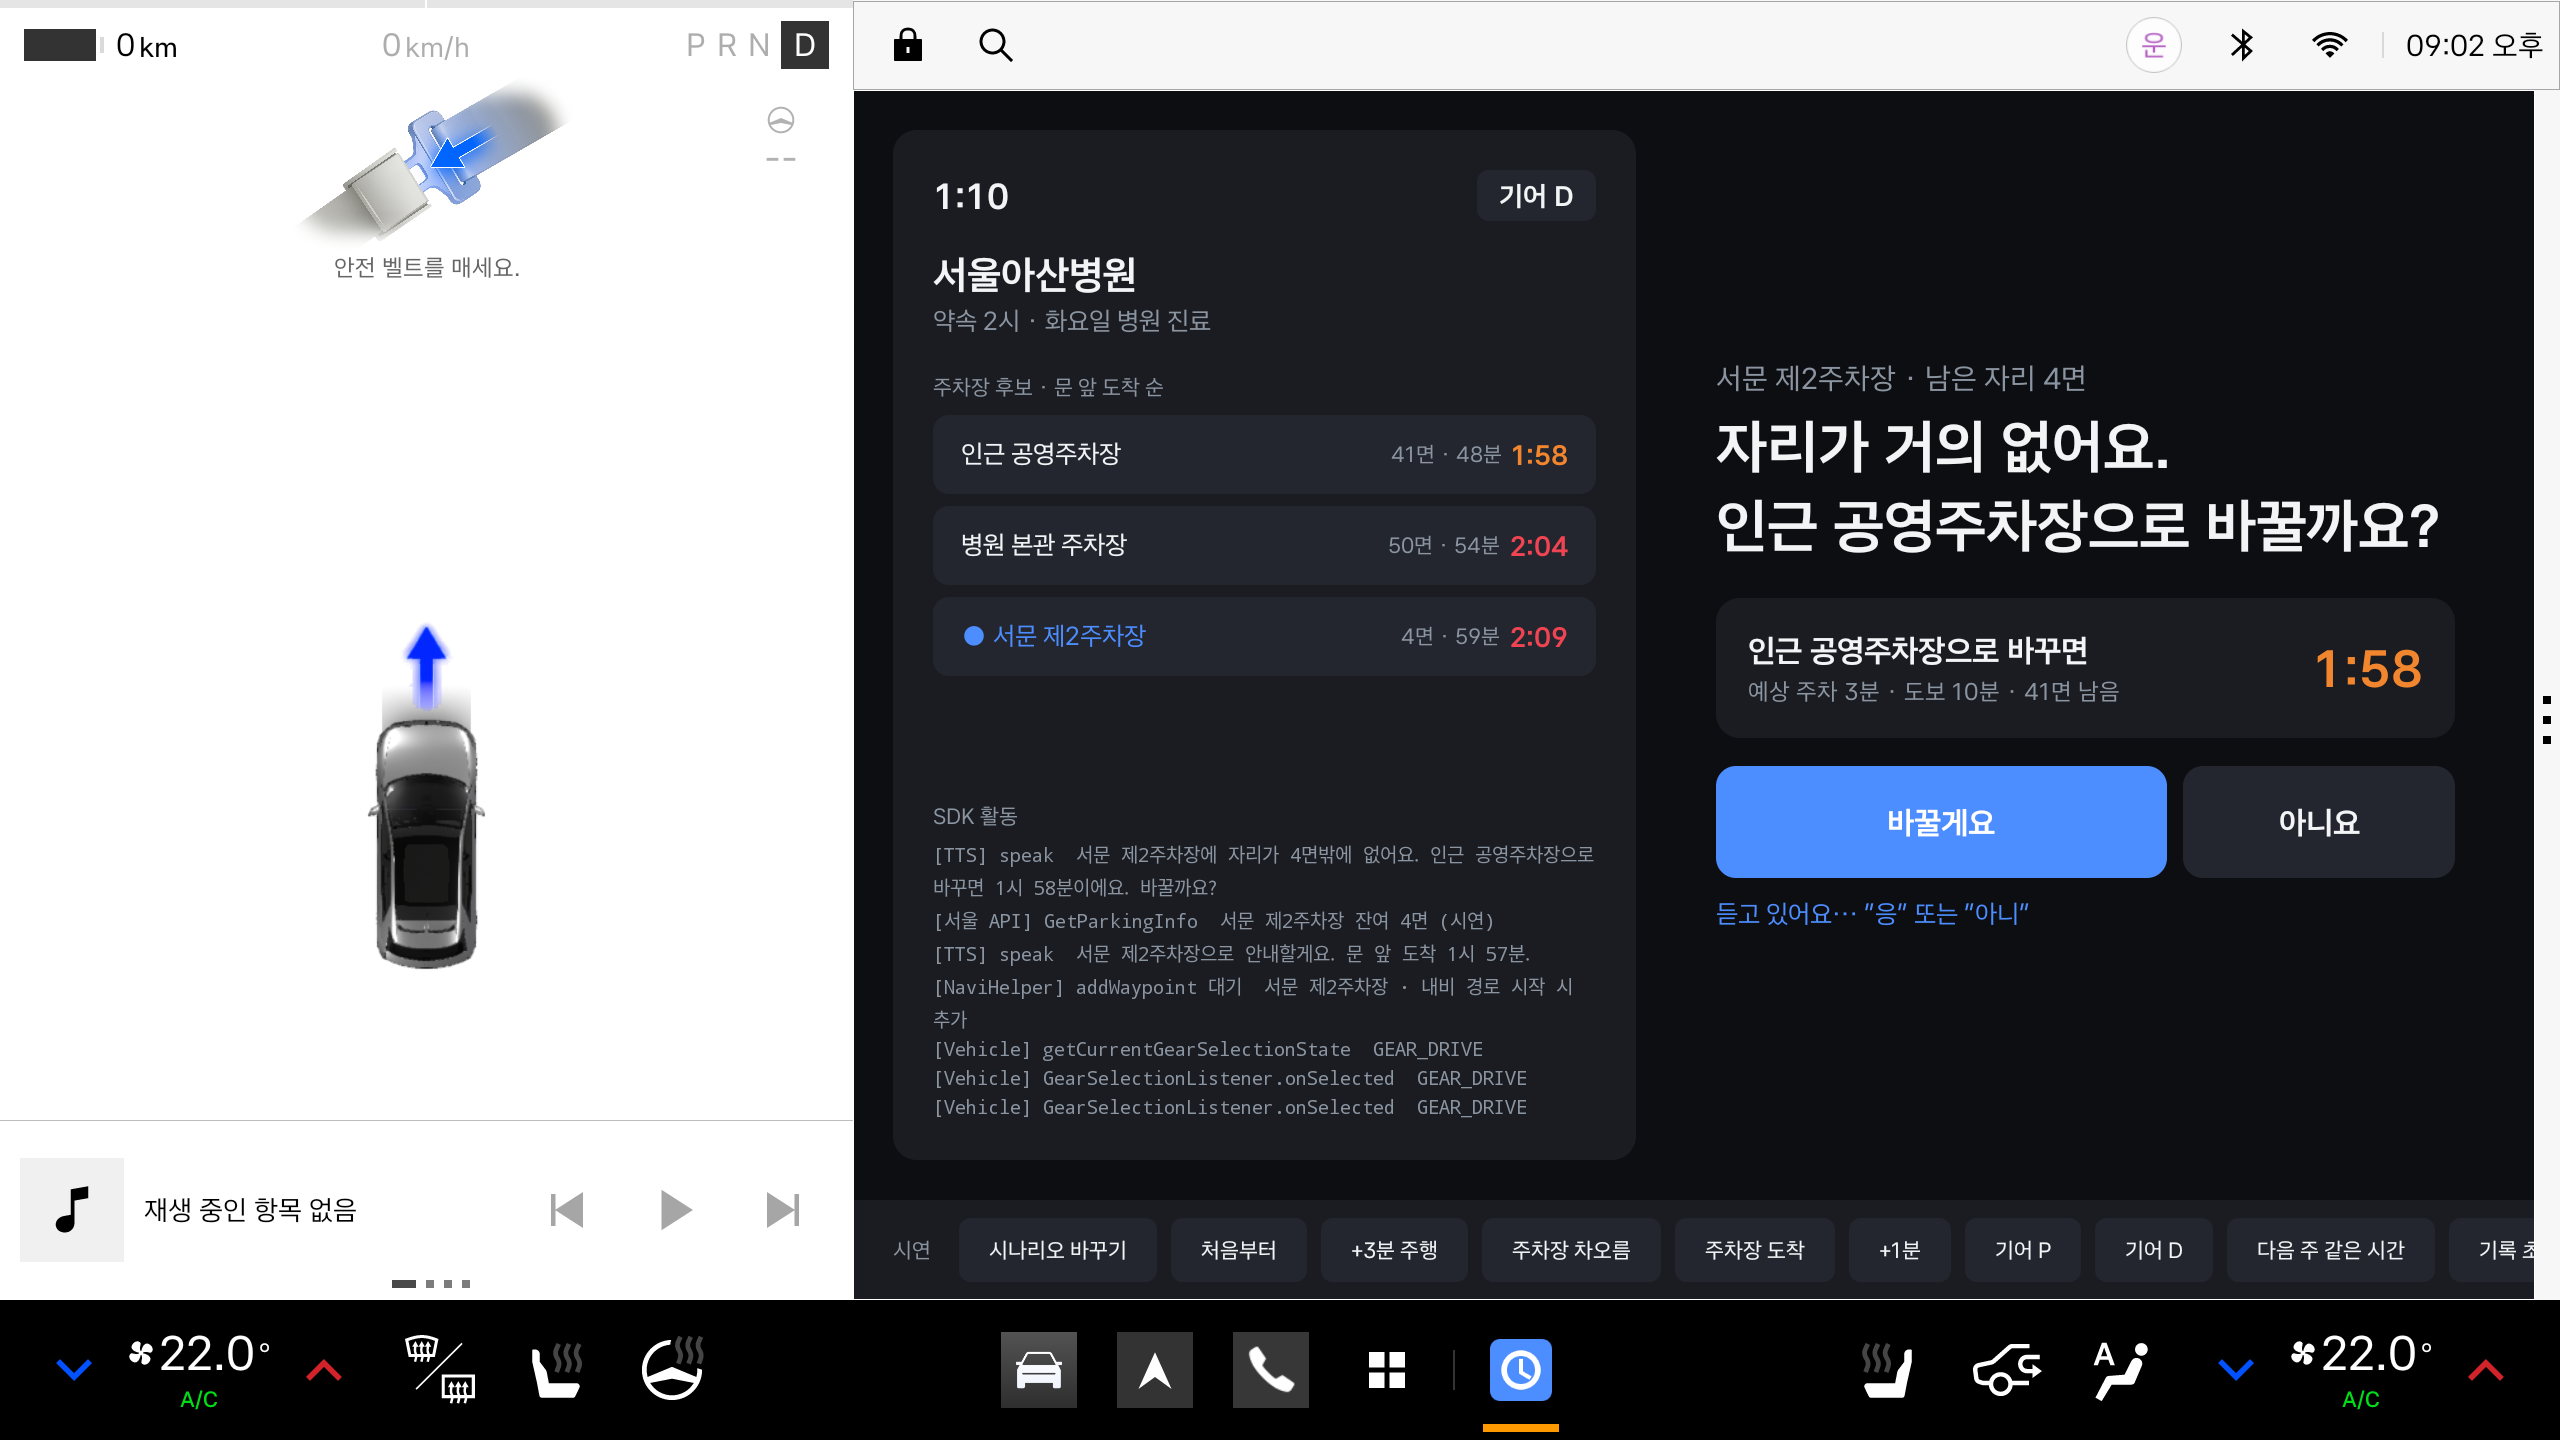 0 km
0 km/h
P R N D
안전 벨트를 매세요.
--
재생 중인 항목 없음
운
09:02 오후
1:10
기어 D
서울아산병원
약속 2시 · 화요일 병원 진료
주차장 후보 · 문 앞 도착 순
인근 공영주차장 41면 · 48분 1:58
병원 본관 주차장 50면 · 54분 2:04
서문 제2주차장 4면 · 59분 2:09
SDK 활동
[TTS] speak 서문 제2주차장에 자리가 4면밖에 없어요. 인근 공영주차장으로
바꾸면 1시 58분이에요. 바꿀까요?
[서울 API] GetParkingInfo 서문 제2주차장 잔여 4면 (시연)
[TTS] speak 서문 제2주차장으로 안내할게요. 문 앞 도착 1시 57분.
[NaviHelper] addWaypoint 대기 서문 제2주차장 · 내비 경로 시작 시
추가
[Vehicle] getCurrentGearSelectionState GEAR_DRIVE
[Vehicle] GearSelectionListener.onSelected GEAR_DRIVE
[Vehicle] GearSelectionListener.onSelected GEAR_DRIVE
서문 제2주차장 · 남은 자리 4면
자리가 거의 없어요.
인근 공영주차장으로 바꿀까요?
인근 공영주차장으로 바꾸면
예상 주차 3분 · 도보 10분 · 41면 남음
1:58
바꿀게요
아니요
듣고 있어요… "응" 또는 "아니"
시연 시나리오 바꾸기 처음부터 +3분 주행 주차장 차오름 주차장 도착 +1분 기어 P 기어 D 다음 주 같은 시간 기록
22.0°
A/C
A
22.0°
A/C